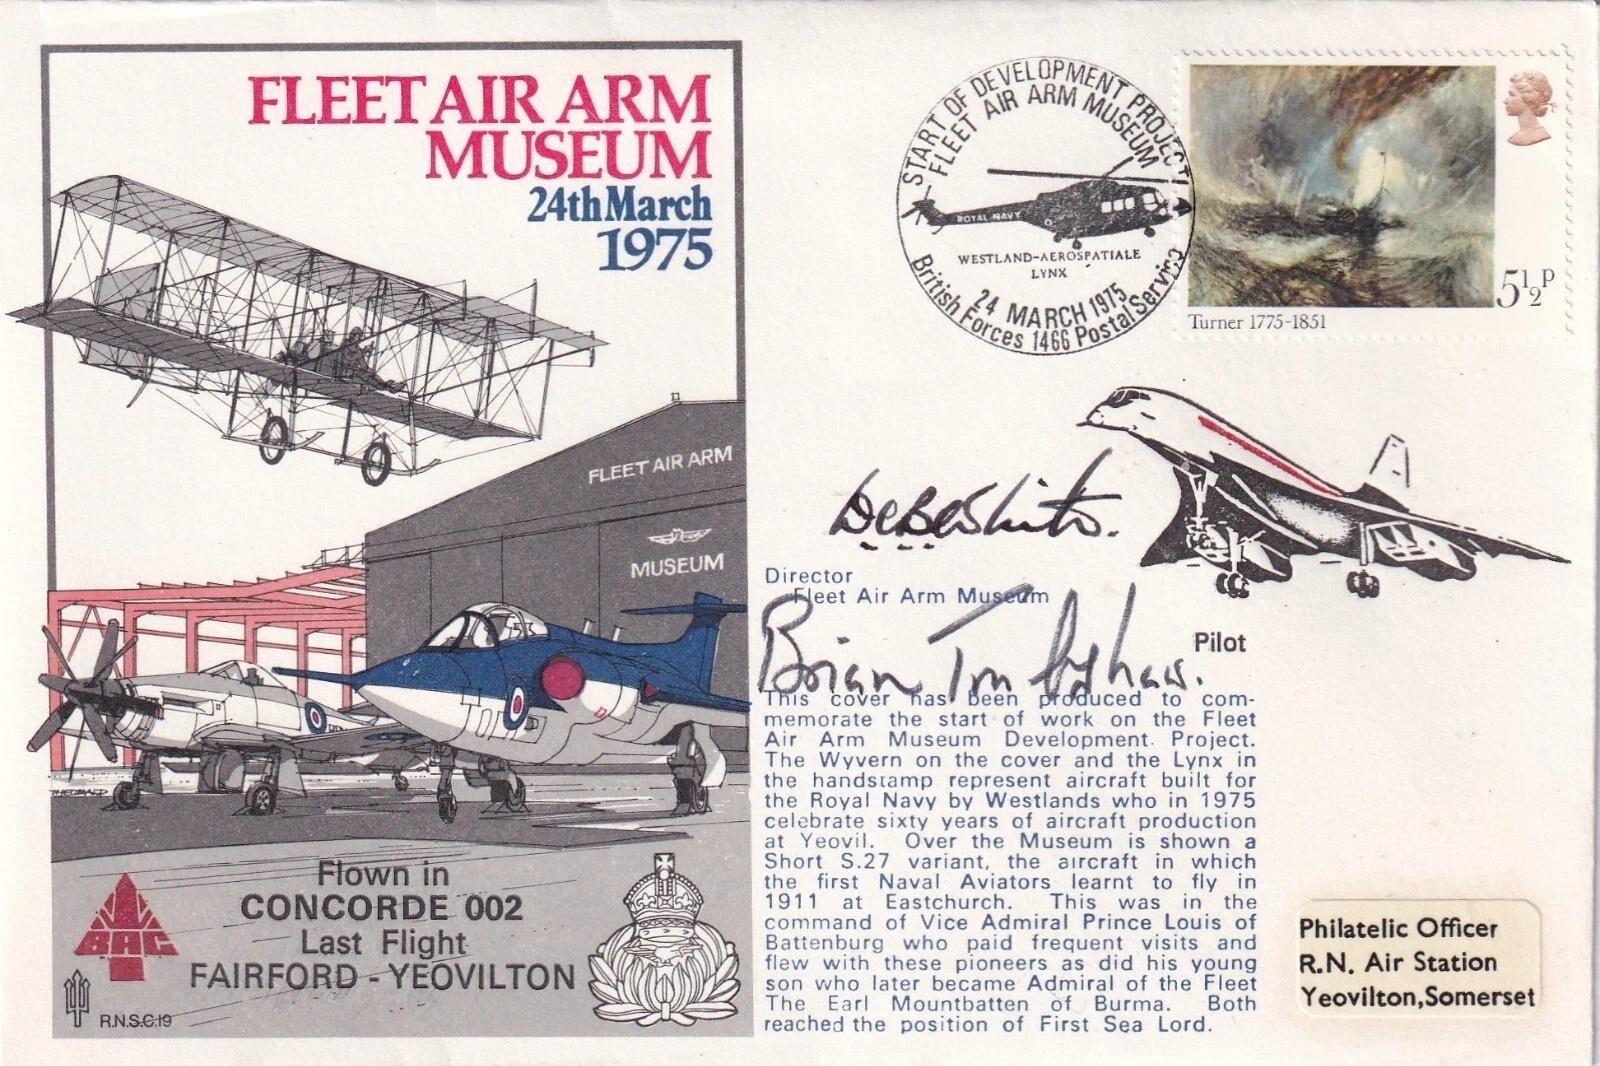 FLEET AIR ARM
MUSEUM
24th March
1975
FLEET AIR ARM
MUSEUM
Flown in
CONCORDE 002
Last Flight
FAIRFORD - YEOVILTON
BAC
R.N.S.C.19
START OF DEVELOPMENT PROJECT
FLEET AIR ARM MUSEUM
ROYAL NAVY
WESTLAND-AEROSPATIALE
LYNX
24 MARCH 1975
British Forces 1466 Postal Service
5½p
Turner 1775-1851
Director
Fleet Air Arm Museum
Brian Trubshaw.
Pilot
This cover has been produced to com-
memorate the start of work on the Fleet
Air Arm Museum Development Project.
The Wyvern on the cover and the Lynx in
the handstamp represent aircraft built for
the Royal Navy by Westlands who in 1975
celebrate sixty years of aircraft production
at Yeovil. Over the Museum is shown a
Short S.27 variant, the aircraft in which
the first Naval Aviators learnt to fly in
1911 at Eastchurch. This was in the
command of Vice Admiral Prince Louis of
Battenburg who paid frequent visits and
flew with these pioneers as did his young
son who later became Admiral of the Fleet
The Earl Mountbatten of Burma. Both
reached the position of First Sea Lord.
Philatelic Officer
R.N. Air Station
Yeovilton,Somerset